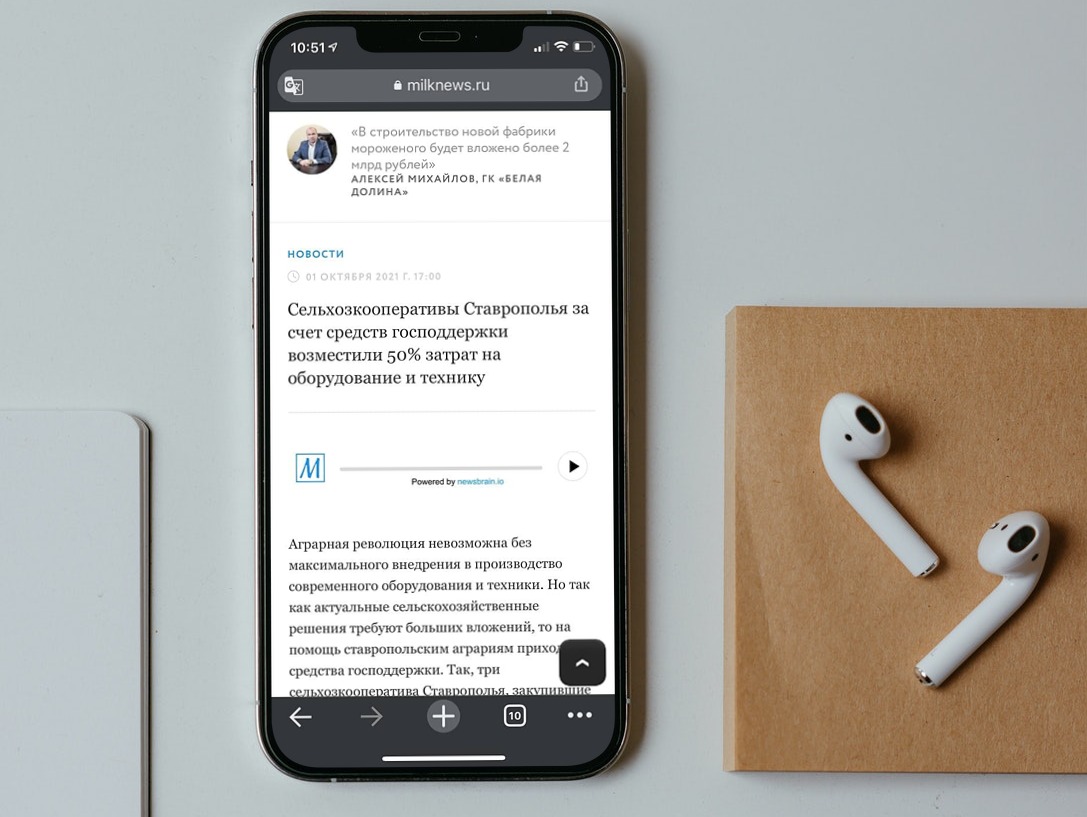 10:51
milknews.ru
«В строительство новой фабрики
мороженого будет вложено более 2
млрд рублей»
АЛЕКСЕЙ МИХАЙЛОВ, ГК «БЕЛАЯ
ДОЛИНА»
НОВОСТИ
01 ОКТЯБРЯ 2021 Г. 17:00
Сельхозкооперативы Ставрополья за
счет средств господдержки
возместили 50% затрат на
оборудование и технику
M
Powered by newsbrain.io
Аграрная революция невозможна без
максимального внедрения в производство
современного оборудования и техники. Но так
как актуальные сельскохозяйственные
решения требуют больших вложений, то на
помощь ставропольским аграриям приход
средства господдержки. Так, три
сельхозкооператива Ставрополья, закупившие
10